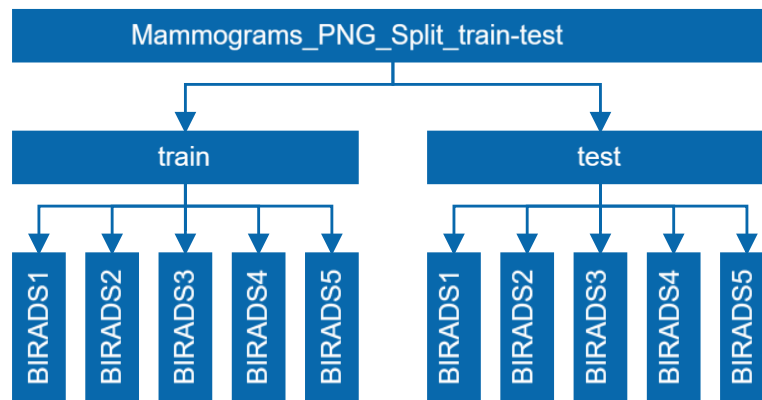 Mammograms_PNG_Split_train-test
train
test
BIRADS1
BIRADS2
BIRADS3
BIRADS4
BIRADS5
BIRADS1
BIRADS2
BIRADS3
BIRADS4
BIRADS5